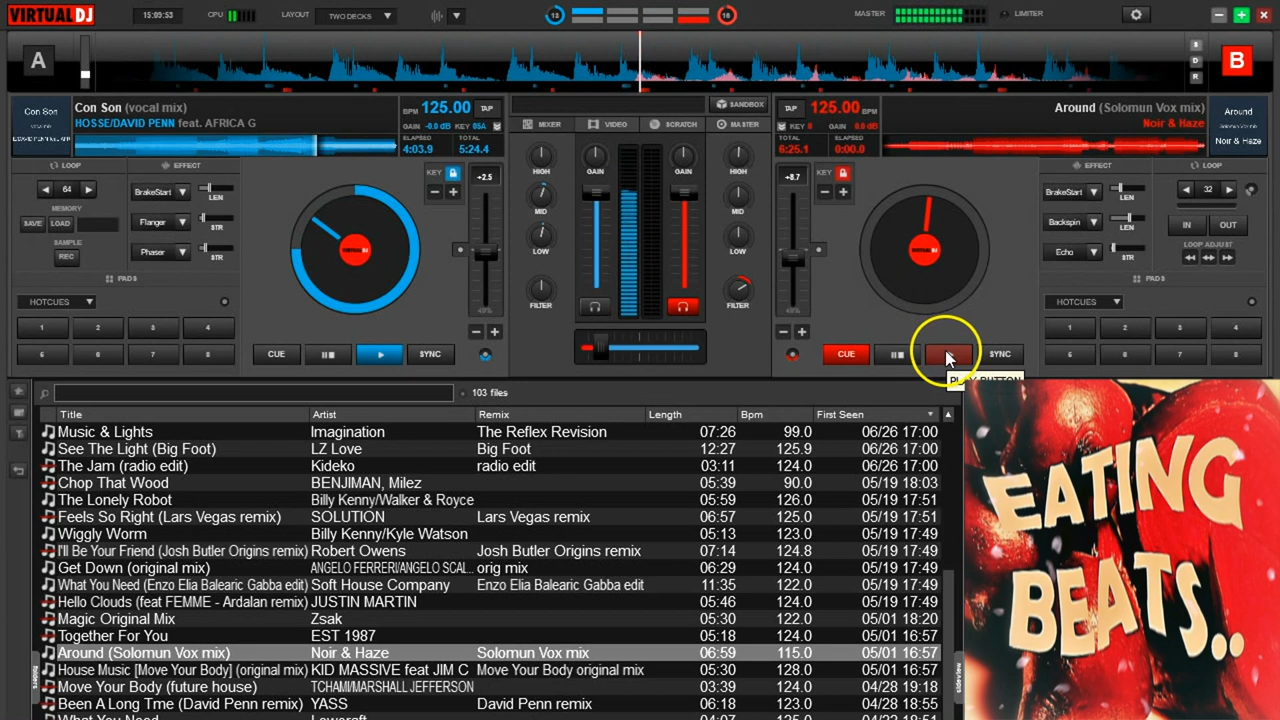 VIRTUALDJ
15:09:53
CPU
LAYOUT
TWO DECKS
13
18
MASTER
LIMITER
A
S
D
R
B
Con Son
Con Son (vocal mix)
HOSSE/DAVID PENN feat. AFRICA G
BPM 125.00 TAP
GAIN -0.0 dB KEY 05A
ELAPSED TOTAL
4:03.9 5:24.4
SANDBOX
MIXER VIDEO SCRATCH MASTER
TAP BPM 125.00
KEY 0 GAIN 0.0 dB
TOTAL ELAPSED
6:25.1 0:00.0
Around (Solomun Vox mix)
Noir & Haze
Around
Solomun Vox mix
Noir & Haze
LOOP
64
MEMORY
SAVE LOAD
SAMPLE
REC
EFFECT
BrakeStart LEN
Flanger STR
Phaser STR
PADS
HOTCUES
1 2 3 4
5 6 7 8
KEY
+2.5
CUE SYNC
HIGH
MID
LOW
FILTER
GAIN GAIN
HIGH
MID
LOW
FILTER
+8.7
KEY
CUE SYNC
EFFECT
BrakeStart LEN
Backspin LEN
Echo STR
LOOP
32
IN OUT
LOOP ADJUST
PADS
HOTCUES
1 2 3 4
5 6 7 8
103 files
Title Artist Remix Length Bpm First Seen
Music & Lights Imagination The Reflex Revision 07:26 99.0 06/26 17:00
See The Light (Big Foot) LZ Love Big Foot 12:27 125.9 06/26 17:00
The Jam (radio edit) Kideko radio edit 03:11 124.0 06/26 17:00
Chop That Wood BENJIMAN, Milez 05:39 90.0 05/19 18:03
The Lonely Robot Billy Kenny/Walker & Royce 05:59 126.0 05/19 17:51
Feels So Right (Lars Vegas remix) SOLUTION Lars Vegas remix 06:57 125.0 05/19 17:51
Wiggly Worm Billy Kenny/Kyle Watson 05:13 123.0 05/19 17:49
I'll Be Your Friend (Josh Butler Origins remix) Robert Owens Josh Butler Origins remix 07:14 124.8 05/19 17:49
Get Down (original mix) ANGELO FERRERI/ANGELO SCAL... orig mix 06:29 124.0 05/19 17:49
What You Need (Enzo Elia Balearic Gabba edit) Soft House Company Enzo Elia Balearic Gabba edit 11:35 122.0 05/19 17:49
Hello Clouds (feat FEMME - Ardalan remix) JUSTIN MARTIN 05:46 124.0 05/19 17:49
Magic Original Mix Zsak 05:30 122.0 05/01 18:20
Together For You EST 1987 05:18 124.0 05/01 16:57
Around (Solomun Vox mix) Noir & Haze Solomun Vox mix 06:59 115.0 05/01 16:57
House Music [Move Your Body] (original mix) KID MASSIVE feat JIM C Move Your Body original mix 05:30 128.0 05/01 16:57
Move Your Body (future house) TCHAMI/MARSHALL JEFFERSON 03:39 124.0 04/28 19:18
Been A Long Tme (David Penn remix) YASS David Penn remix 06:18 123.0 04/28 18:55
folders
sideview
EATING
BEATS..